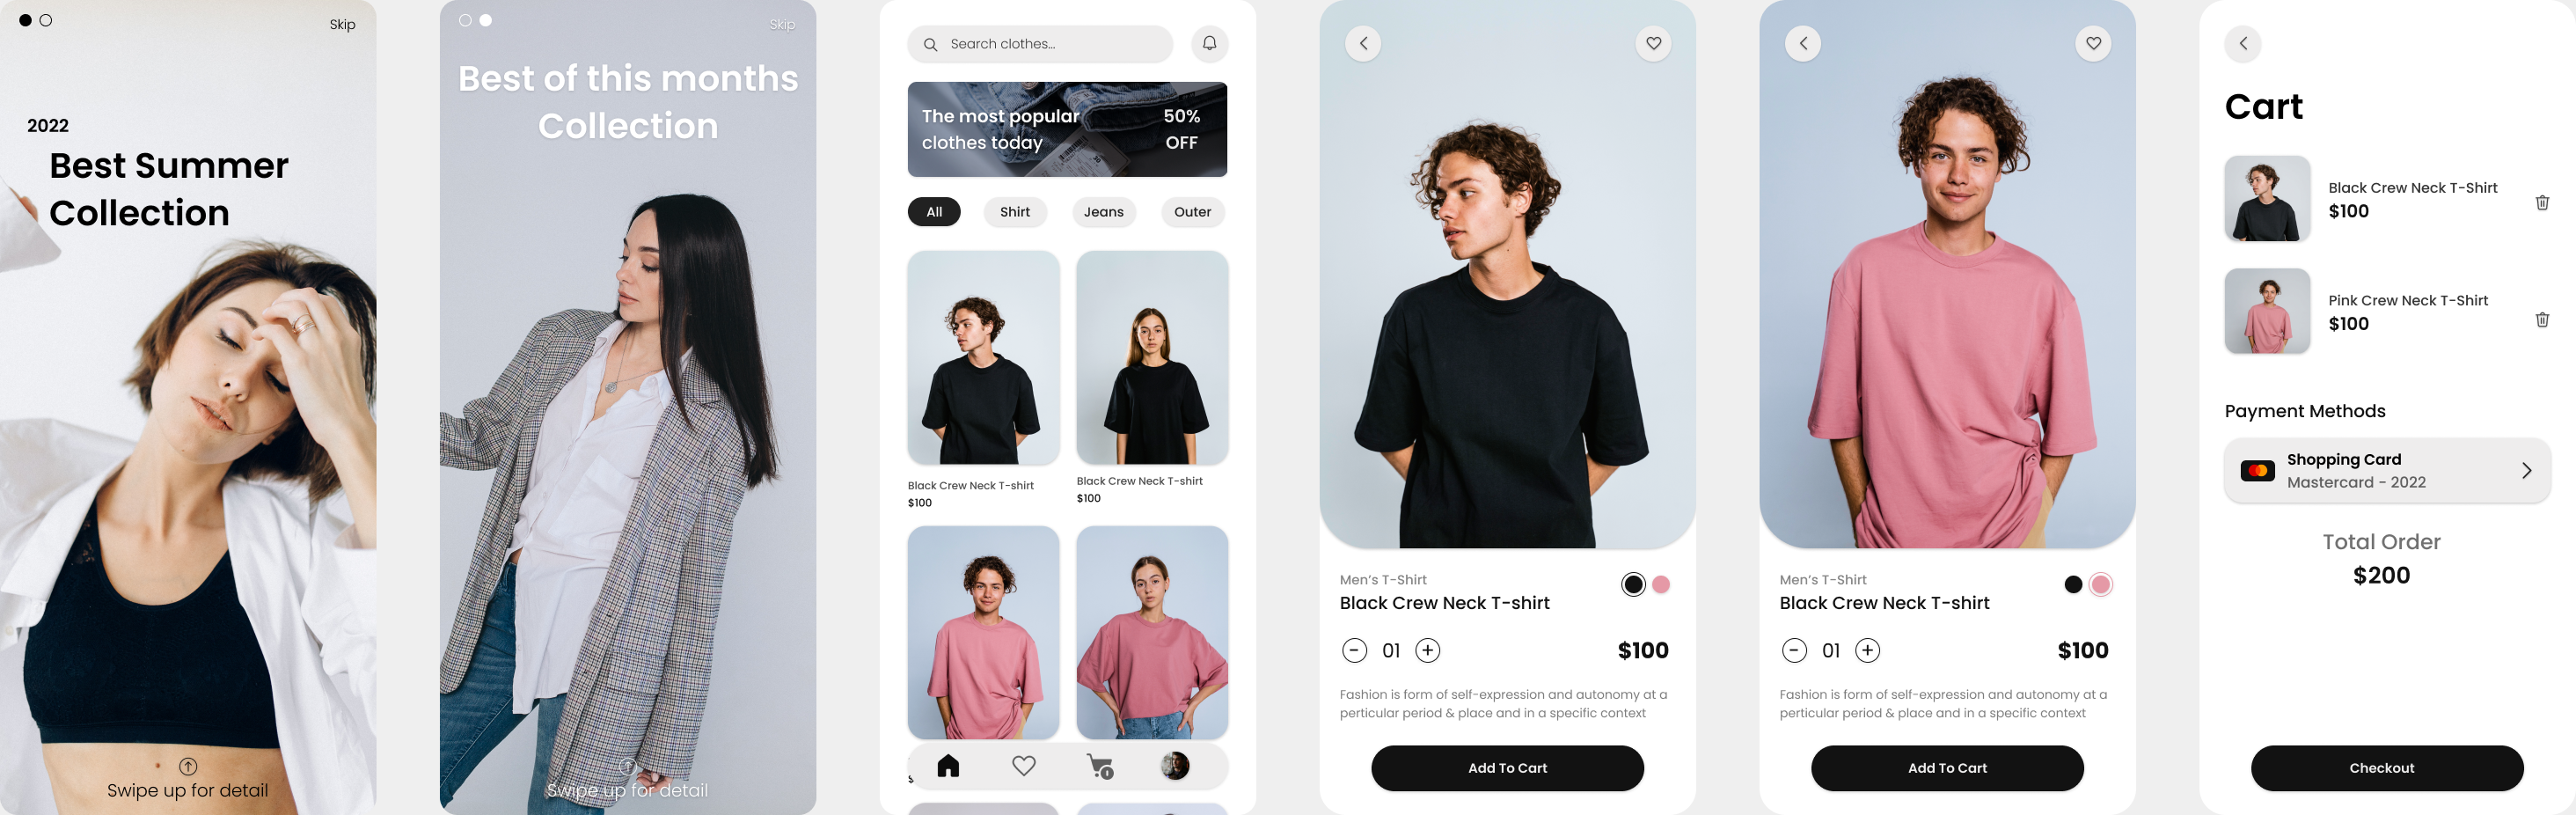 Skip
2022
Best Summer
Collection
Swipe up for detail
Skip
Best of this months
Collection
Swipe up for detail
Search clothes...
The most popular
clothes today
50%
OFF
All
Shirt
Jeans
Outer
Black Crew Neck T-shirt
$100
Black Crew Neck T-shirt
$100
Men's T-Shirt
Black Crew Neck T-shirt
01
$100
Fashion is form of self-expression and autonomy at a
perticular period & place and in a specific context
Add To Cart
Men's T-Shirt
Black Crew Neck T-shirt
01
$100
Fashion is form of self-expression and autonomy at a
perticular period & place and in a specific context
Add To Cart
Cart
Black Crew Neck T-Shirt
$100
Pink Crew Neck T-Shirt
$100
Payment Methods
Shopping Card
Mastercard - 2022
Total Order
$200
Checkout